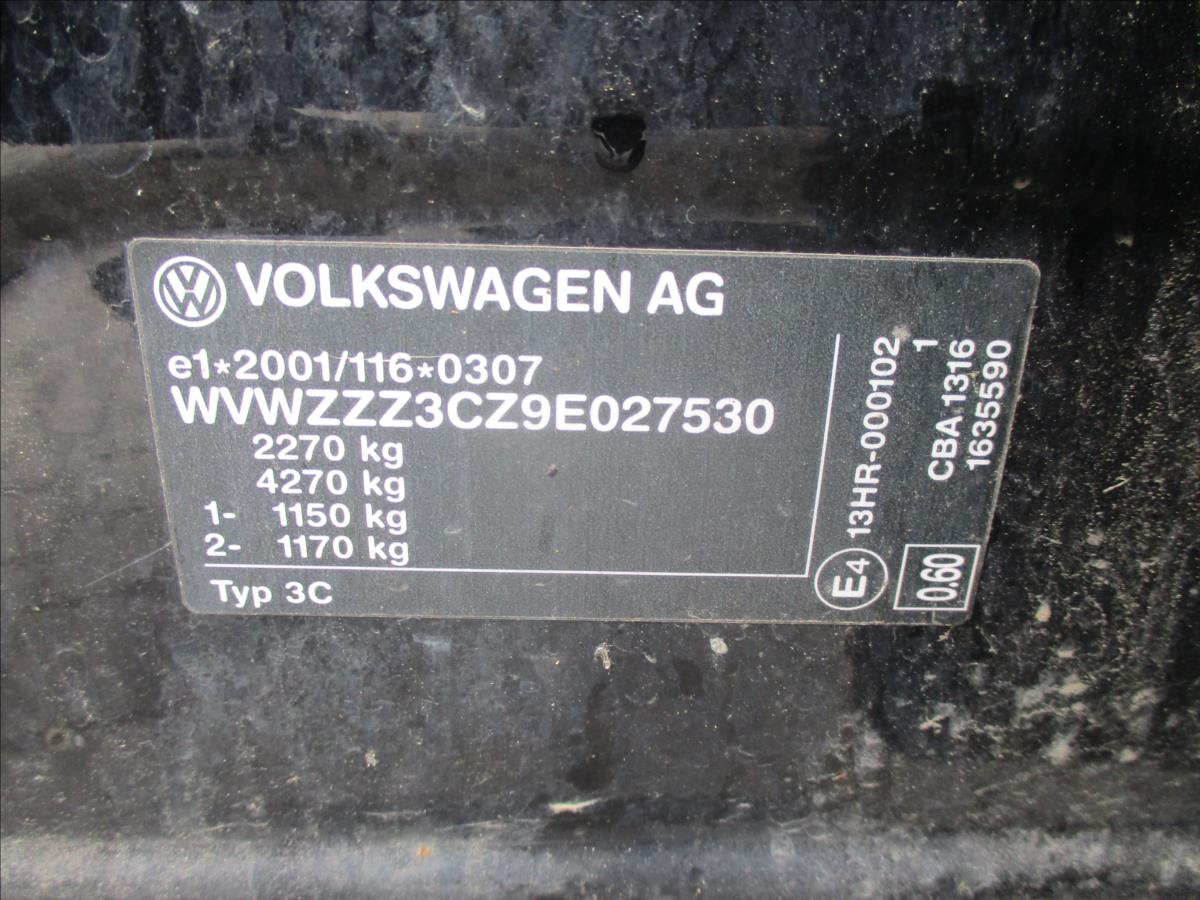 VOLKSWAGEN AG
e1*2001/116*0307
WVWZZZ3CZ9E027530
2270 kg
4270 kg
1- 1150 kg
2- 1170 kg
Typ 3C
E4 13HR-000102
1
CBA 1316
1635590
0.60